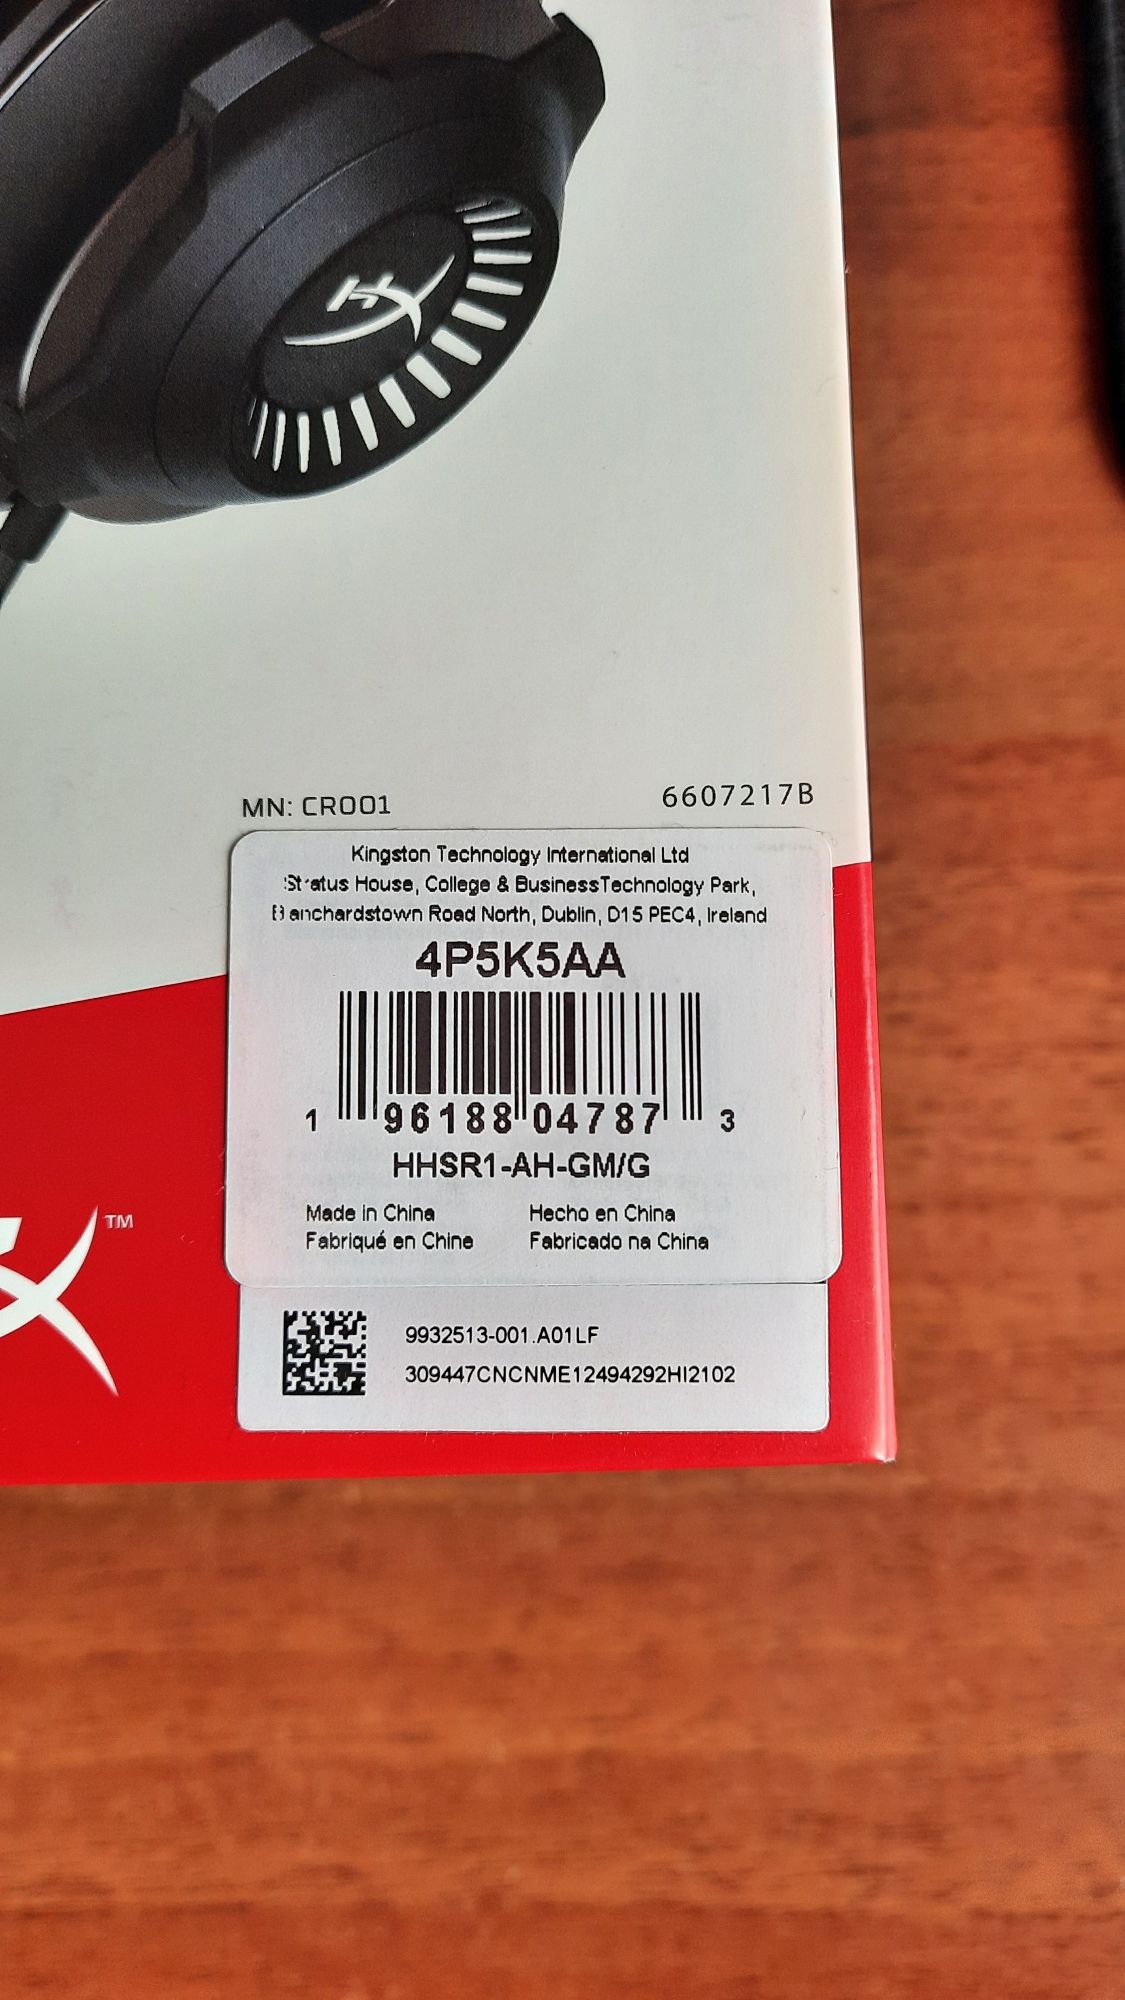 MN: CR001
6607217B
Kingston Technology International Ltd
Stratus House, College & BusinessTechnology Park,
Blanchardstown Road North, Dublin, D15 PEC4, Ireland
4P5K5AA
1 96188 04787 3
HHSR1-AH-GM/G
Made in China
Hecho en China
Fabriqué en Chine
Fabricado na China
TM
9932513-001.A01LF
309447CNCNME12494292HI2102